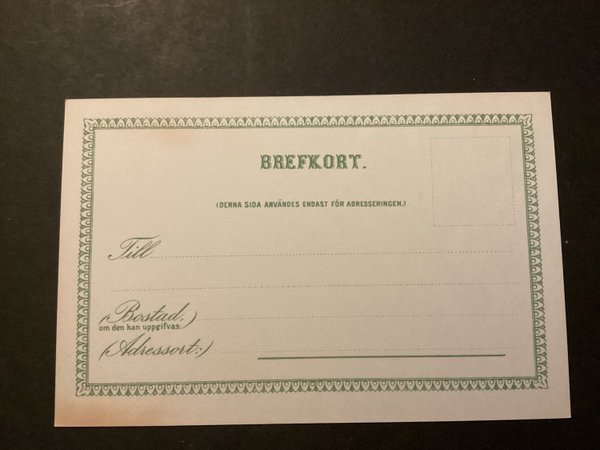 BREFKORT.
(DENNA SIDA ANVÄNDES ENDAST FÖR ADRESSERINGEN.)
Till
(Bostad.)
om den kan uppgifvas:
(Adressort:)